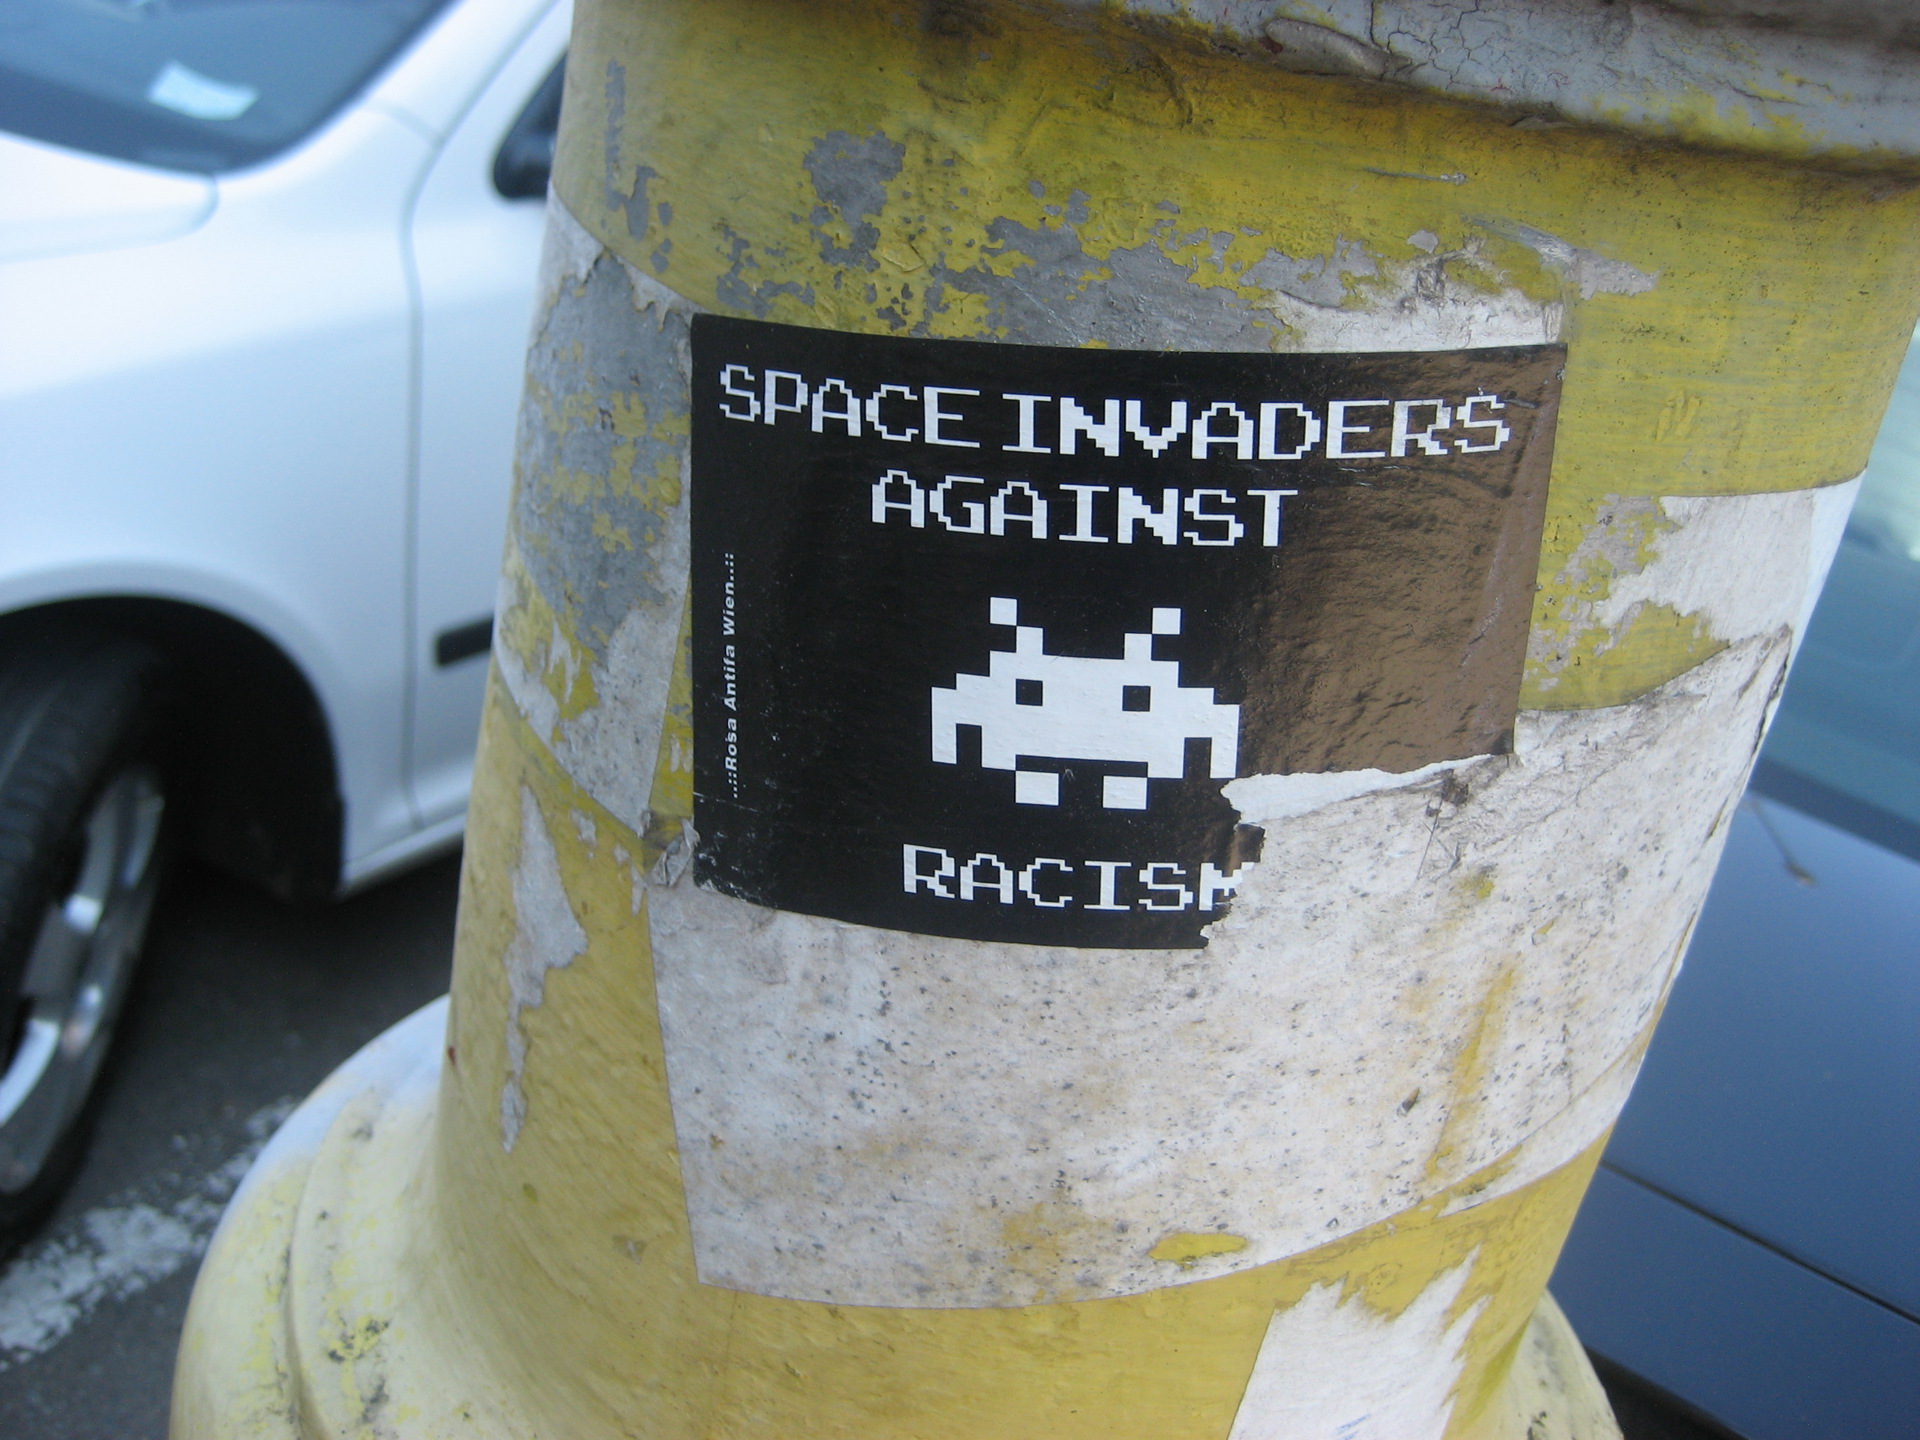 SPACE INVADERS
AGAINST
RACISM
..::Rosa Antifa Wien..::